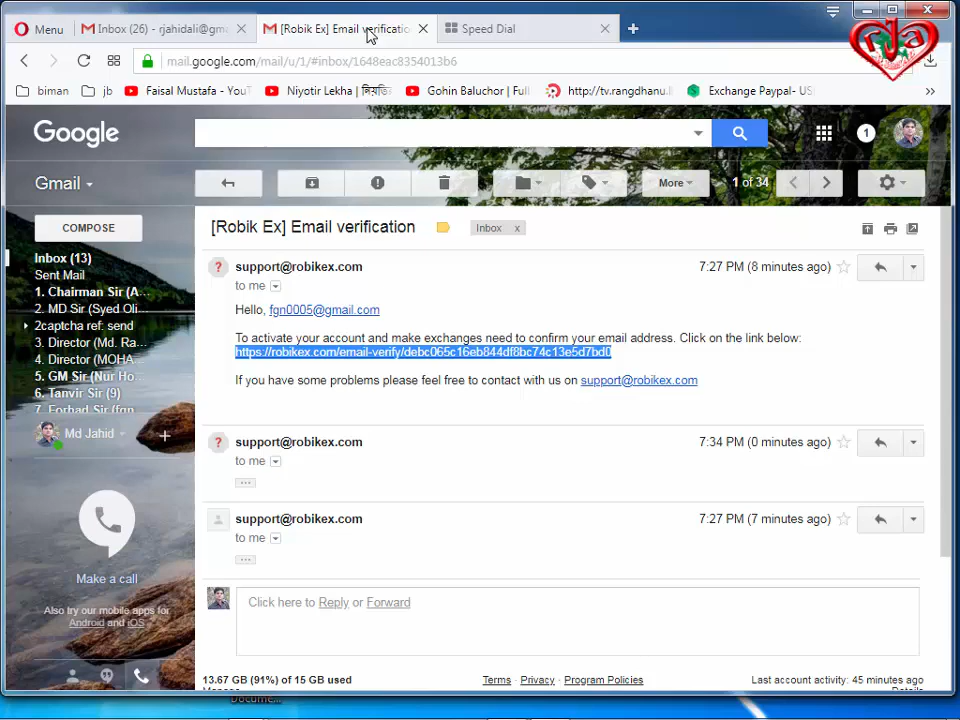 Menu
Inbox (26) - rjahidali@gm
[Robik Ex] Email verificatio
Speed Dial
rja
mail.google.com/mail/u/1/#inbox/1648eac8354013b6
biman
jb
Faisal Mustafa - YouT
Niyotir Lekha | নিয়তির
Gohin Baluchor | Full
http://tv.rangdhanu.l
Exchange Paypal- US
Google
1
Gmail
More
1 of 34
COMPOSE
[Robik Ex] Email verification
Inbox x
Inbox (13)
Sent Mail
1. Chairman Sir (A...
2. MD Sir (Syed Oli...
2captcha ref: send
3. Director (Md. Ra...
4. Director (MOHA...
5. GM Sir (Nur Ho...
6. Tanvir Sir (9)
7. Forhad Sir (fgn
Md Jahid
Make a call
Also try our mobile apps for
Android and iOS
support@robikex.com
7:27 PM (8 minutes ago)
to me
Hello, fgn0005@gmail.com
To activate your account and make exchanges need to confirm your email address. Click on the link below:
https://robikex.com/email-verify/debc065c16eb844df8bc74c13e5d7bd0
If you have some problems please feel free to contact with us on support@robikex.com
support@robikex.com
7:34 PM (0 minutes ago)
to me
...
support@robikex.com
7:27 PM (7 minutes ago)
to me
...
Click here to Reply or Forward
13.67 GB (91%) of 15 GB used
Manage
Terms - Privacy - Program Policies
Last account activity: 45 minutes ago
Details
Docume...